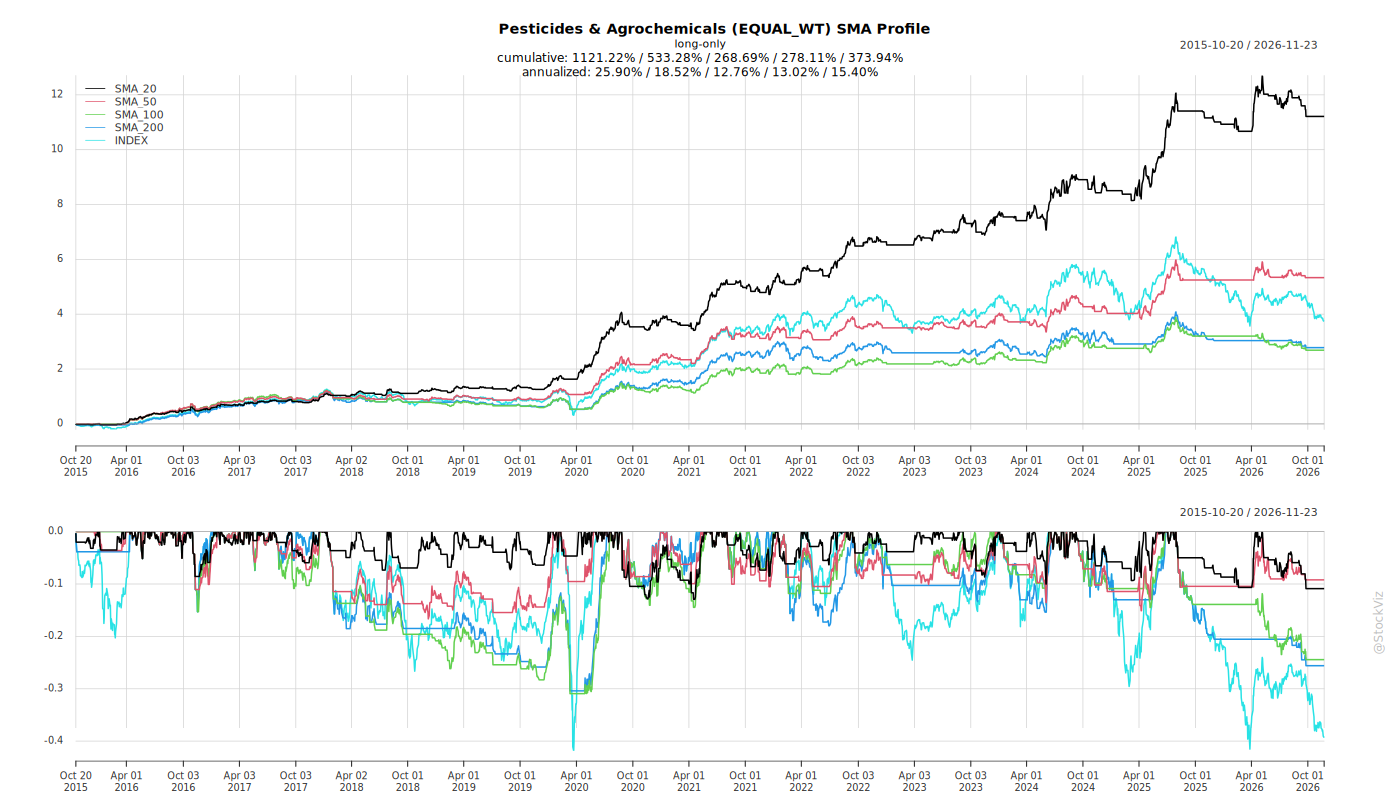 Pesticides & Agrochemicals (EQUAL_WT) SMA Profile
long-only
cumulative: 1121.22% / 533.28% / 268.69% / 278.11% / 373.94%
annualized: 25.90% / 18.52% / 12.76% / 13.02% / 15.40%
2015-10-20 / 2026-11-23
SMA_20
SMA_50
SMA_100
SMA_200
INDEX
12
10
8
6
4
2
0
Oct 20 2015
Apr 01 2016
Oct 03 2016
Apr 03 2017
Oct 03 2017
Apr 02 2018
Oct 01 2018
Apr 01 2019
Oct 01 2019
Apr 01 2020
Oct 01 2020
Apr 01 2021
Oct 01 2021
Apr 01 2022
Oct 03 2022
Apr 03 2023
Oct 03 2023
Apr 01 2024
Oct 01 2024
Apr 01 2025
Oct 01 2025
Apr 01 2026
Oct 01 2026
2015-10-20 / 2026-11-23
0.0
-0.1
-0.2
-0.3
-0.4
Oct 20 2015
Apr 01 2016
Oct 03 2016
Apr 03 2017
Oct 03 2017
Apr 02 2018
Oct 01 2018
Apr 01 2019
Oct 01 2019
Apr 01 2020
Oct 01 2020
Apr 01 2021
Oct 01 2021
Apr 01 2022
Oct 03 2022
Apr 03 2023
Oct 03 2023
Apr 01 2024
Oct 01 2024
Apr 01 2025
Oct 01 2025
Apr 01 2026
Oct 01 2026
@StockViz